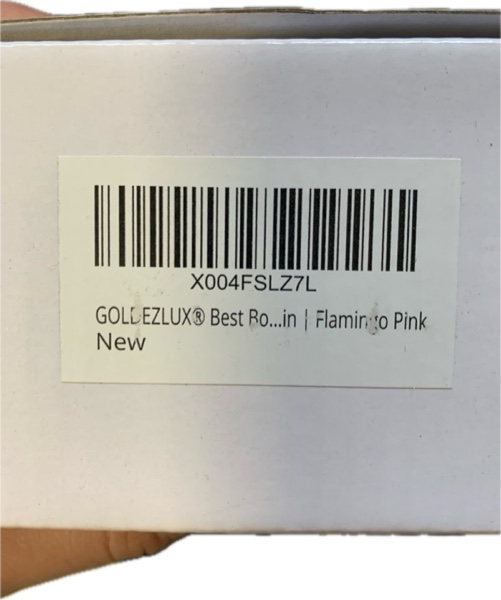 X004FSLZ7L
GOLDEZLUX® Best Bo...in | Flamingo Pink
New